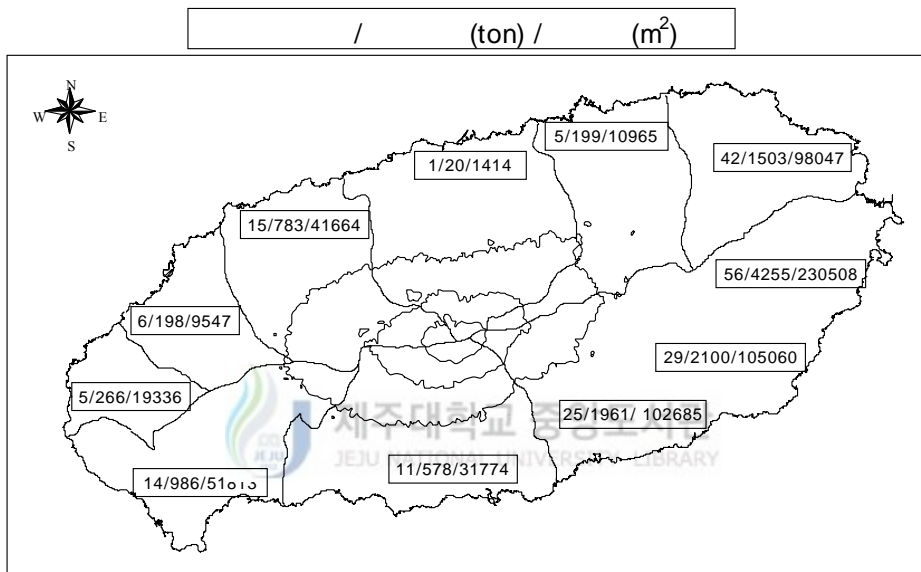 / (ton) / (m²)
N
W E
S
5/199/10965
1/20/1414
42/1503/98047
15/783/41664
56/4255/230508
6/198/9547
29/2100/105060
5/266/19336
25/1961/ 102685
제주대학교 중앙도서관
JEJU NATIONAL UNIVERSITY LIBRARY
11/578/31774
JEJU